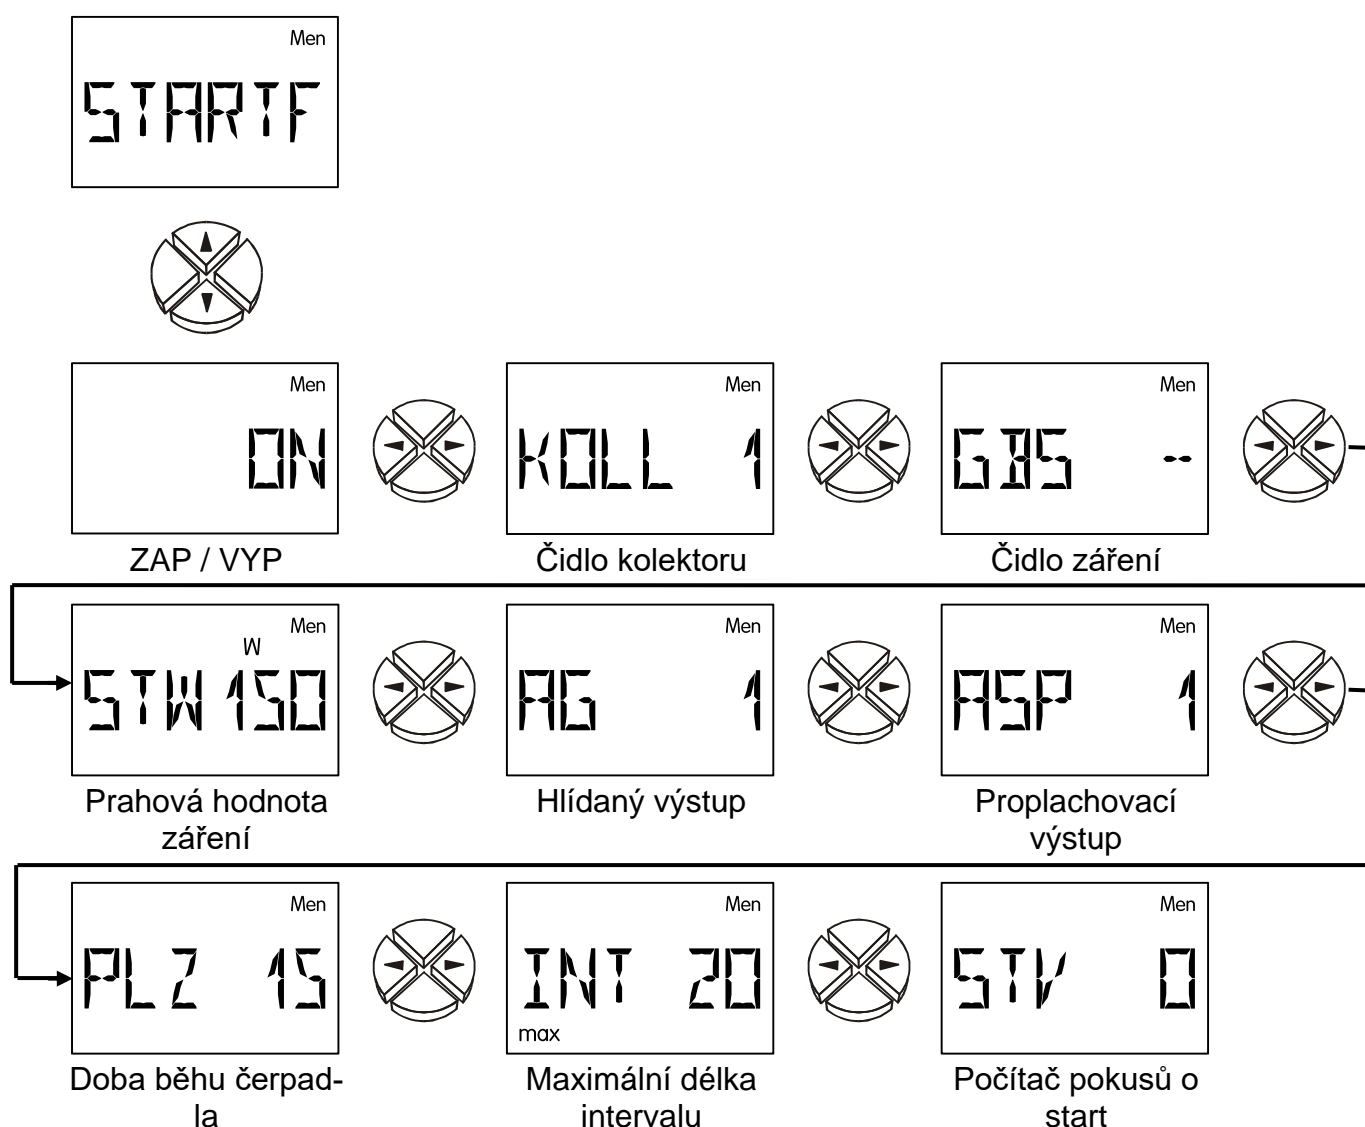 Men
STARTF
Men
ON
ZAP / VYP
Men
KOLL 1
Čidlo kolektoru
Men
GBS --
Čidlo záření
Men
W
STW 150
Prahová hodnota
záření
Men
AG 1
Hlídaný výstup
Men
ASP 1
Proplachovací
výstup
Men
PLZ 15
Doba běhu čerpad-
la
Men
INT 20
max
Maximální délka
intervalu
Men
STV 0
Počítač pokusů o
start